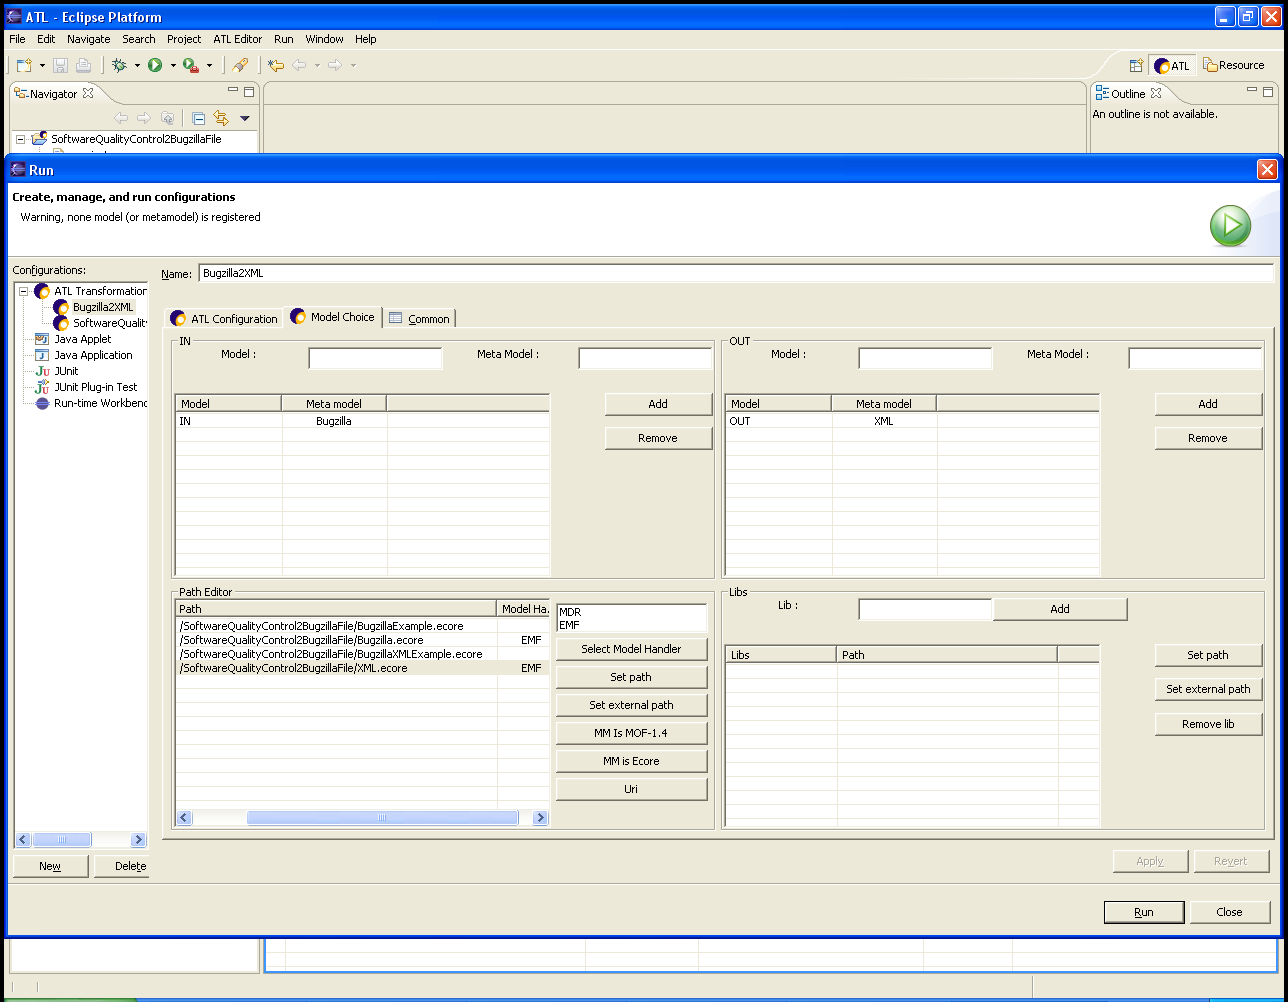 ATL - Eclipse Platform
File Edit Navigate Search Project ATL Editor Run Window Help
ATL Resource
Navigator
Outline
An outline is not available.
SoftwareQualityControl2BugzillaFile
Run
Create, manage, and run configurations
Warning, none model (or metamodel) is registered
Configurations:
Name: Bugzilla2XML
ATL Transformation
Bugzilla2XML
SoftwareQualit
Java Applet
Java Application
JUnit
JUnit Plug-in Test
Run-time Workbenc
ATL Configuration Model Choice Common
IN
Model : Meta Model :
Model Meta model
IN Bugzilla
Add
Remove
OUT
Model : Meta Model :
Model Meta model
OUT XML
Add
Remove
Path Editor
Path Model Ha.
/SoftwareQualityControl2BugzillaFile/BugzillaExample.ecore
/SoftwareQualityControl2BugzillaFile/Bugzilla.ecore EMF
/SoftwareQualityControl2BugzillaFile/BugzillaXMLExample.ecore
/SoftwareQualityControl2BugzillaFile/XML.ecore EMF
MDR
EMF
Select Model Handler
Set path
Set external path
MM Is MOF-1.4
MM is Ecore
Uri
Libs
Lib : Add
Libs Path
Set path
Set external path
Remove lib
New Delete
Apply Revert
Run Close